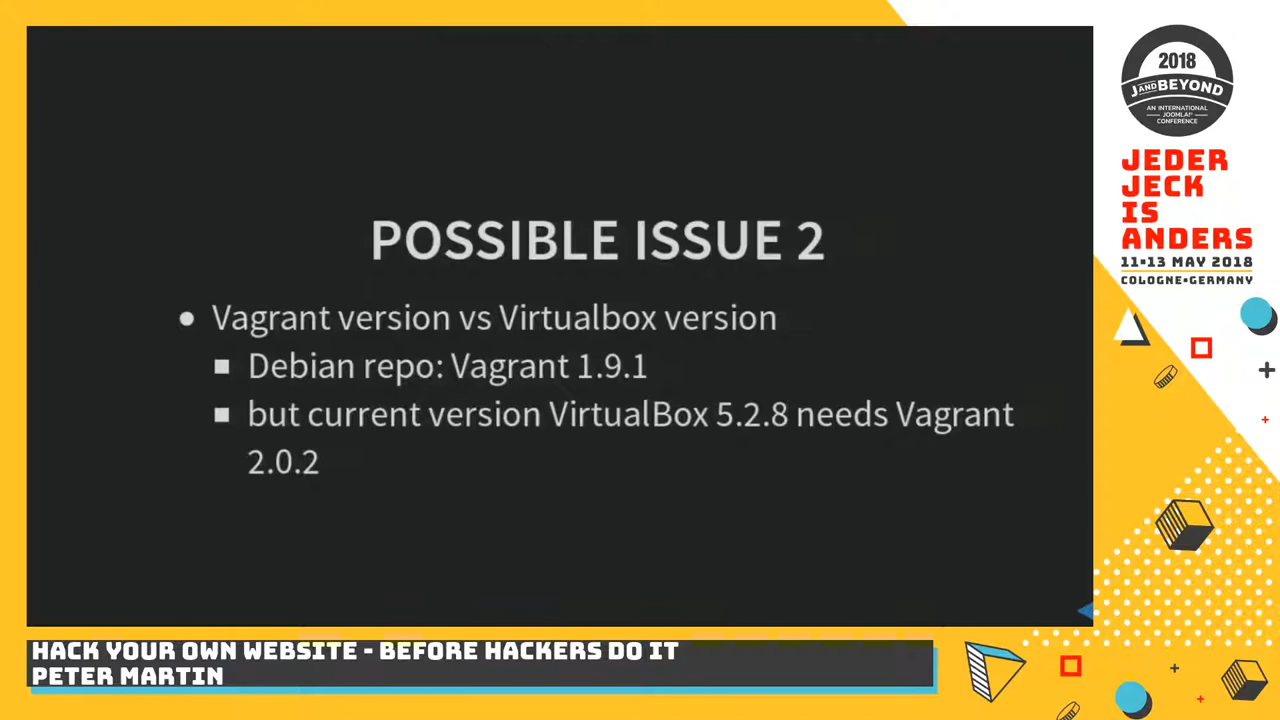 POSSIBLE ISSUE 2
● Vagrant version vs Virtualbox version
■ Debian repo: Vagrant 1.9.1
■ but current version VirtualBox 5.2.8 needs Vagrant
2.0.2
2018
J AND BEYOND
AN INTERNATIONAL
JOOMLA!®
CONFERENCE
JEDER
JECK
IS
ANDERS
11▪13 MAY 2018
COLOGNE▪GERMANY
HACK YOUR OWN WEBSITE - BEFORE HACKERS DO IT
PETER MARTIN